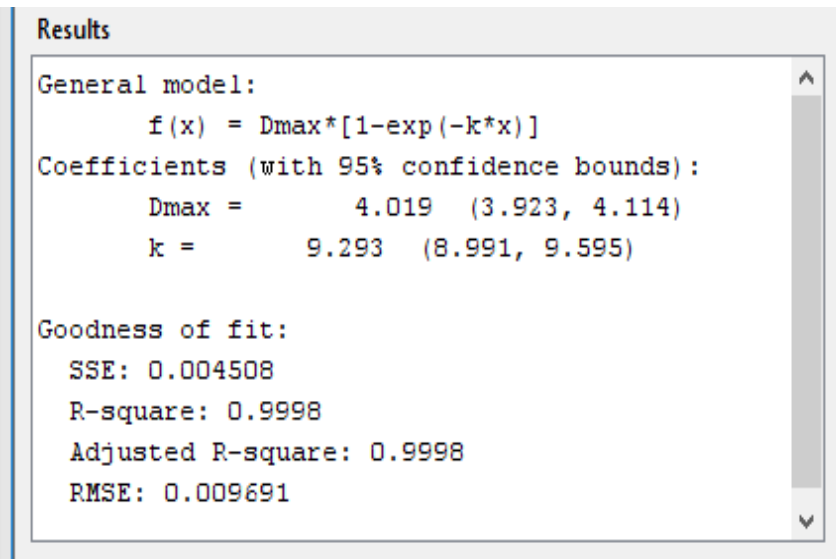 Results
General model:
f(x) = Dmax*[1-exp(-k*x)]
Coefficients (with 95% confidence bounds):
Dmax = 4.019 (3.923, 4.114)
k = 9.293 (8.991, 9.595)
Goodness of fit:
SSE: 0.004508
R-square: 0.9998
Adjusted R-square: 0.9998
RMSE: 0.009691